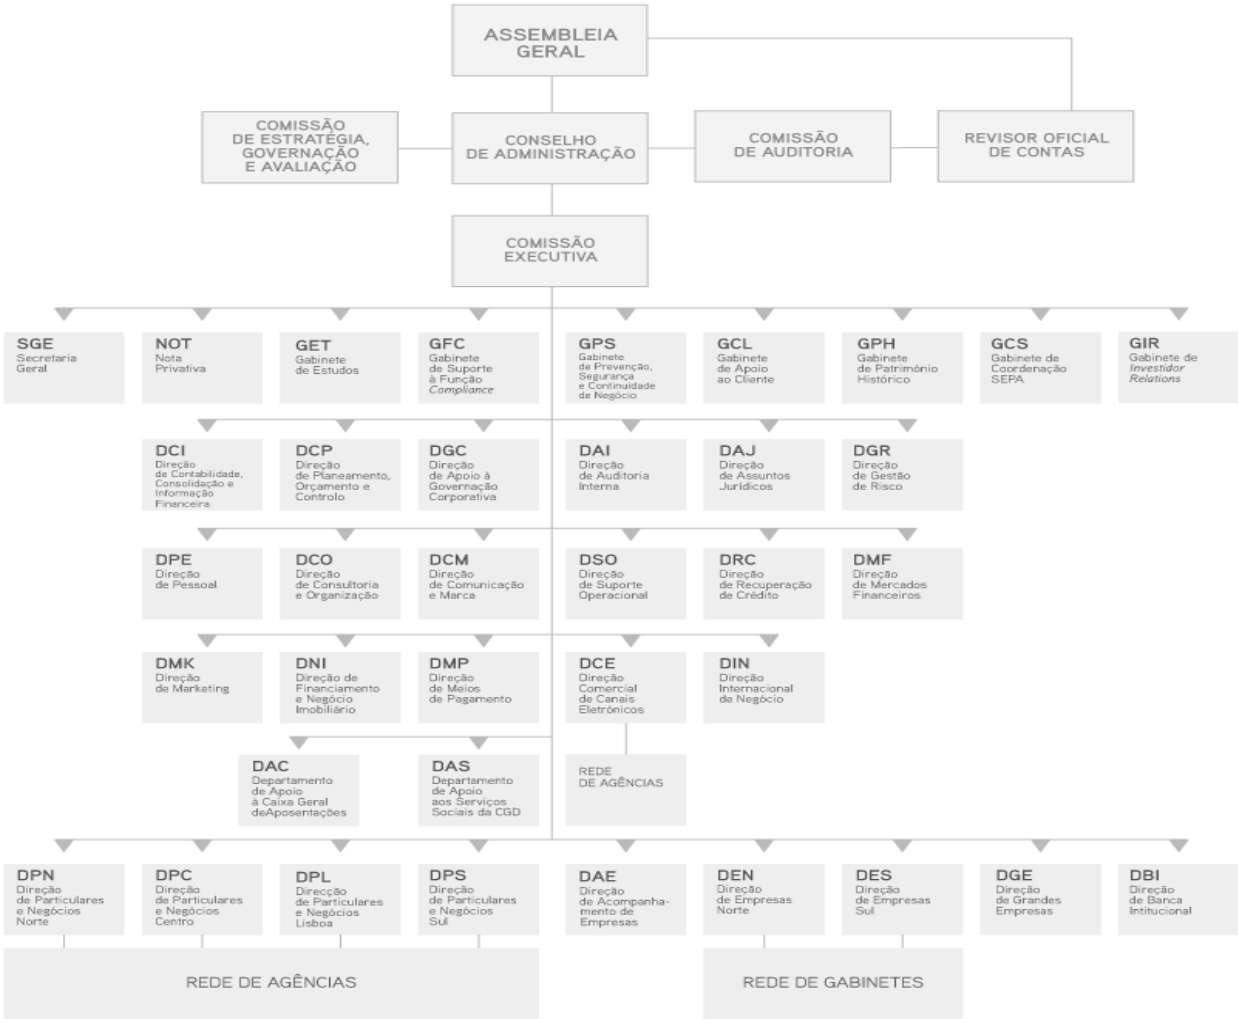 ASSEMBLEIA
GERAL
COMISSÃO
DE ESTRATÉGIA,
GOVERNAÇÃO
E AVALIAÇÃO
CONSELHO
DE ADMINISTRAÇÃO
COMISSÃO
DE AUDITORIA
REVISOR OFICIAL
DE CONTAS
COMISSÃO
EXECUTIVA
SGE
Secretaria
Geral
NOT
Nota
Privativa
GET
Gabinete
de Estudos
GFC
Gabinete
de Suporte
à Função
Compliance
GPS
Gabinete
de Prevenção,
Segurança
e Continuidade
de Negócio
GCL
Gabinete
de Apoio
ao Cliente
GPH
Gabinete
de Património
Histórico
GCS
Gabinete de
Coordenação
SEPA
GIR
Gabinete de
Investidor
Relations
DCI
Direção
de Contabilidade,
Consolidação e
Informação
Financeira
DCP
Direção
de Planeamento,
Orçamento e
Controlo
DGC
Direção
de Apoio à
Governação
Corporativa
DAI
Direção
de Auditoria
Interna
DAJ
Direção
de Assuntos
Jurídicos
DGR
Direção
de Gestão
de Risco
DPE
Direção
de Pessoal
DCO
Direção
de Consultoria
e Organização
DCM
Direção
de Comunicação
e Marca
DSO
Direção
de Suporte
Operacional
DRC
Direção
de Recuperação
de Crédito
DMF
Direção
de Mercados
Financeiros
DMK
Direção
de Marketing
DNI
Direção de
Financiamento
e Negócio
Imobiliário
DMP
Direção
de Meios
de Pagamento
DCE
Direção
Comercial
de Canais
Eletrónicos
DIN
Direção
Internacional
de Negócio
DAC
Departamento
de Apoio
à Caixa Geral
deAposentações
DAS
Departamento
de Apoio
aos Serviços
Sociais da CGD
REDE
DE AGÊNCIAS
DPN
Direção
de Particulares
e Negócios
Norte
DPC
Direção
de Particulares
e Negócios
Centro
DPL
Direcção
de Particulares
e Negócios
Lisboa
DPS
Direção
de Particulares
e Negócios
Sul
DAE
Direção
de Acompanha-
mento de
Empresas
DEN
Direção
de Empresas
Norte
DES
Direção
de Empresas
Sul
DGE
Direção
de Grandes
Empresas
DBI
Direção
de Banca
Intitucional
REDE DE AGÊNCIAS
REDE DE GABINETES